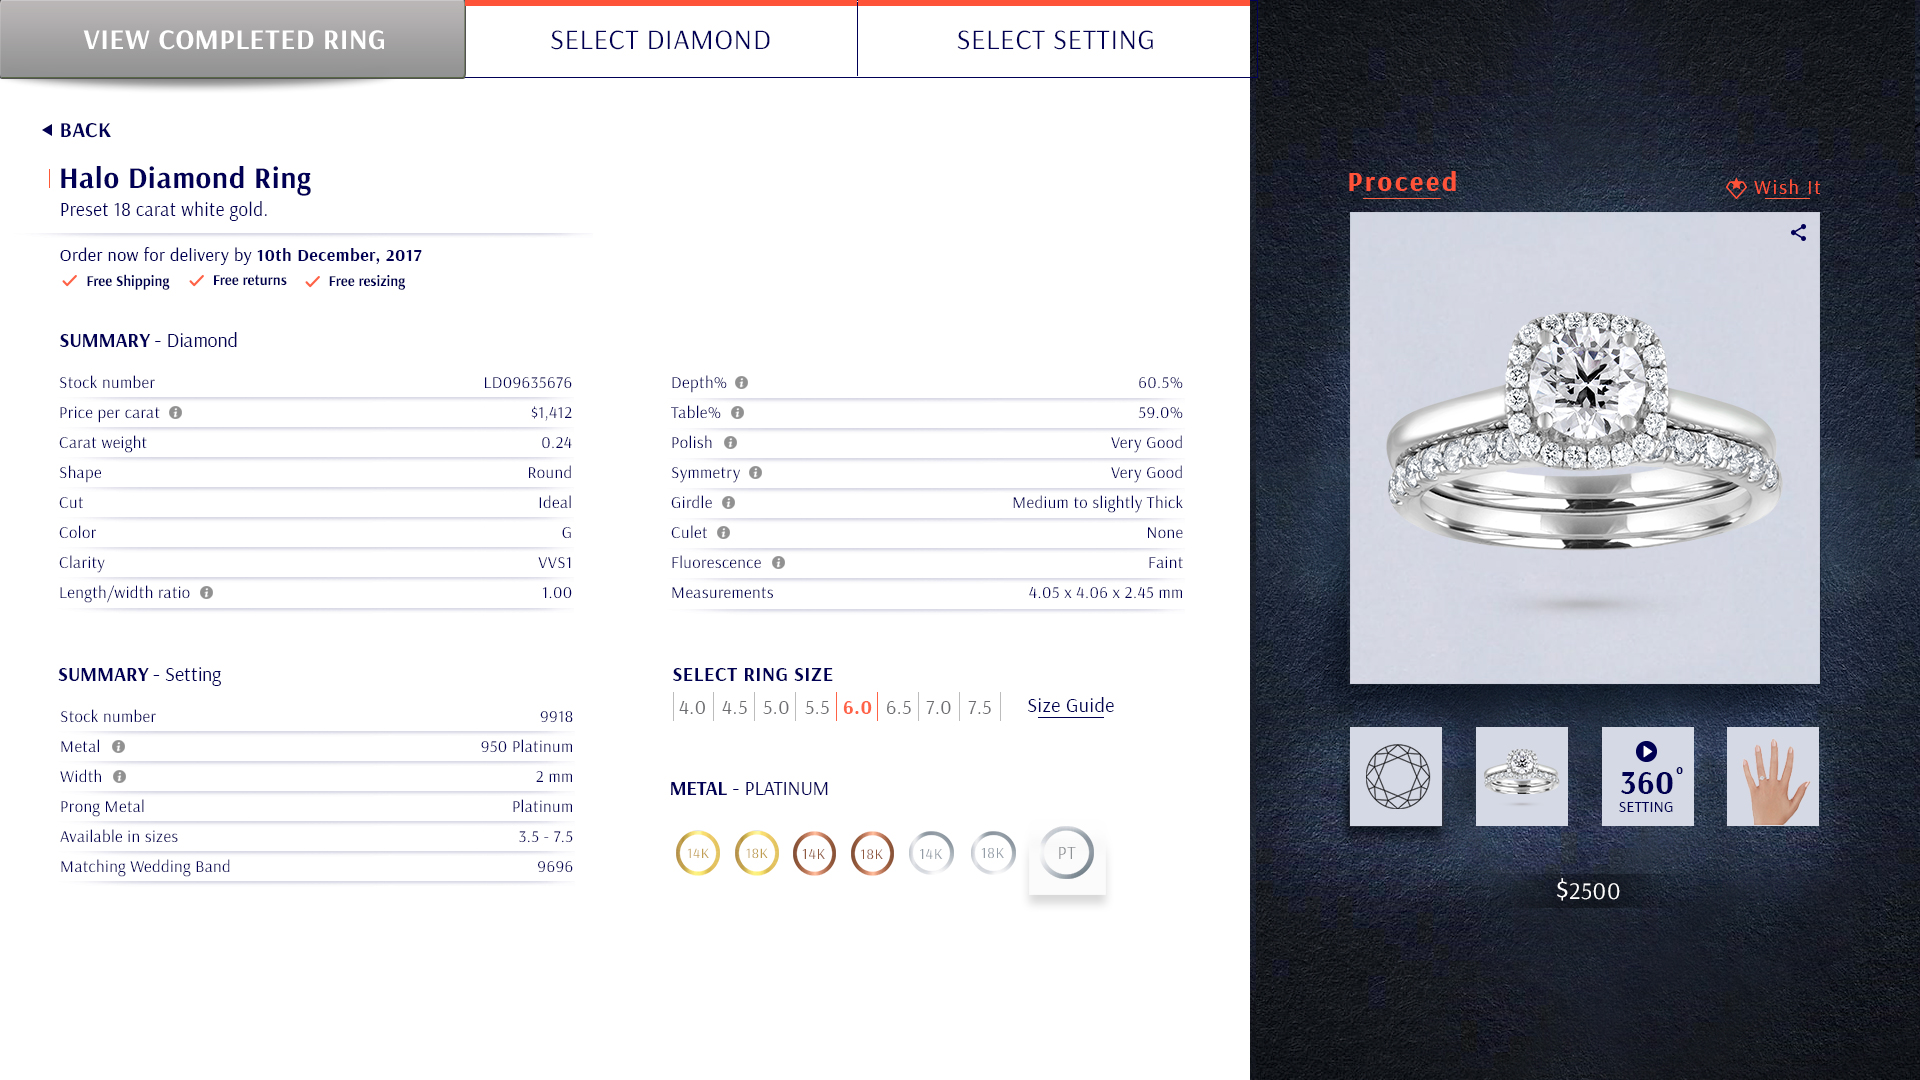 VIEW COMPLETED RING
SELECT DIAMOND
SELECT SETTING
BACK
Halo Diamond Ring
Preset 18 carat white gold.
Order now for delivery by 10th December, 2017
Free Shipping Free returns Free resizing
SUMMARY - Diamond
Stock number LD09635676
Price per carat $1,412
Carat weight 0.24
Shape Round
Cut Ideal
Color G
Clarity VVS1
Length/width ratio 1.00
Depth% 60.5%
Table% 59.0%
Polish Very Good
Symmetry Very Good
Girdle Medium to slightly Thick
Culet None
Fluorescence Faint
Measurements 4.05 x 4.06 x 2.45 mm
SUMMARY - Setting
Stock number 9918
Metal 950 Platinum
Width 2 mm
Prong Metal Platinum
Available in sizes 3.5 - 7.5
Matching Wedding Band 9696
SELECT RING SIZE
4.0 4.5 5.0 5.5 6.0 6.5 7.0 7.5 Size Guide
METAL - PLATINUM
14K 18K 14K 18K 14K 18K PT
Proceed
Wish It
360°
SETTING
$2500